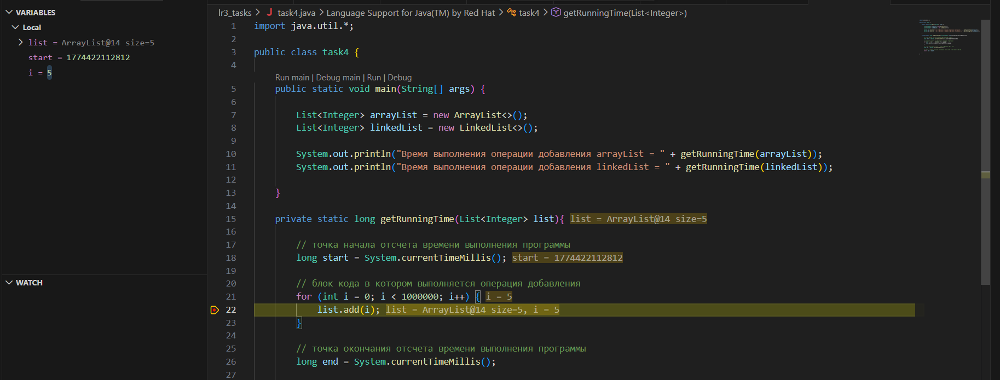 VARIABLES
Local
list = ArrayList@14 size=5
start = 1774422112812
i = 5
WATCH
lr3_tasks > J task4.java > Language Support for Java(TM) by Red Hat > task4 > getRunningTime(List<Integer>)
1 import java.util.*;
2
3 public class task4 {
4
Run main | Debug main | Run | Debug
5 public static void main(String[] args) {
6
7 List<Integer> arrayList = new ArrayList<>();
8 List<Integer> linkedList = new LinkedList<>();
9
10 System.out.println("Время выполнения операции добавления arrayList = " + getRunningTime(arrayList));
11 System.out.println("Время выполнения операции добавления linkedList = " + getRunningTime(linkedList));
12
13 }
14
15 private static long getRunningTime(List<Integer> list){ list = ArrayList@14 size=5
16
17 // точка начала отсчета времени выполнения программы
18 long start = System.currentTimeMillis(); start = 1774422112812
19
20 // блок кода в котором выполняется операция добавления
21 for (int i = 0; i < 1000000; i++) { i = 5
22 list.add(i); list = ArrayList@14 size=5, i = 5
23 }
24
25 // точка окончания отсчета времени выполнения программы
26 long end = System.currentTimeMillis();
27